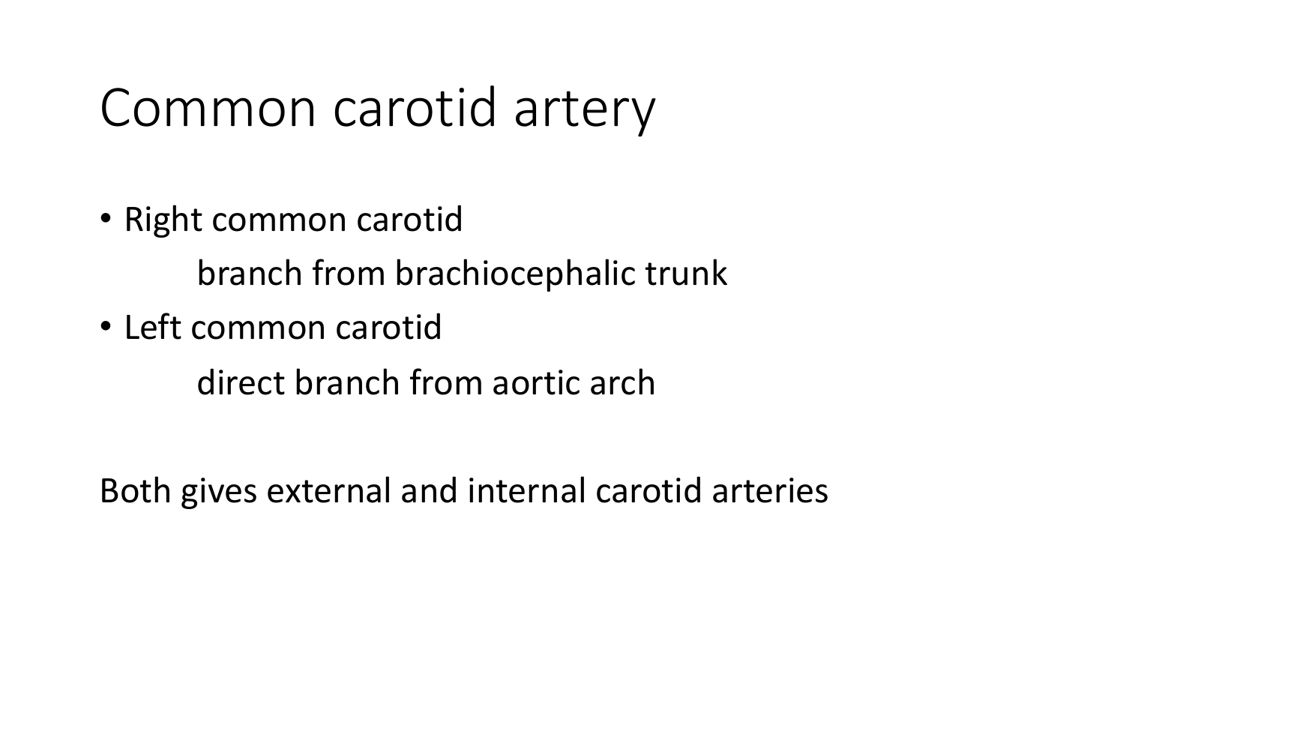 Common carotid artery
• Right common carotid
branch from brachiocephalic trunk
• Left common carotid
direct branch from aortic arch
Both gives external and internal carotid arteries